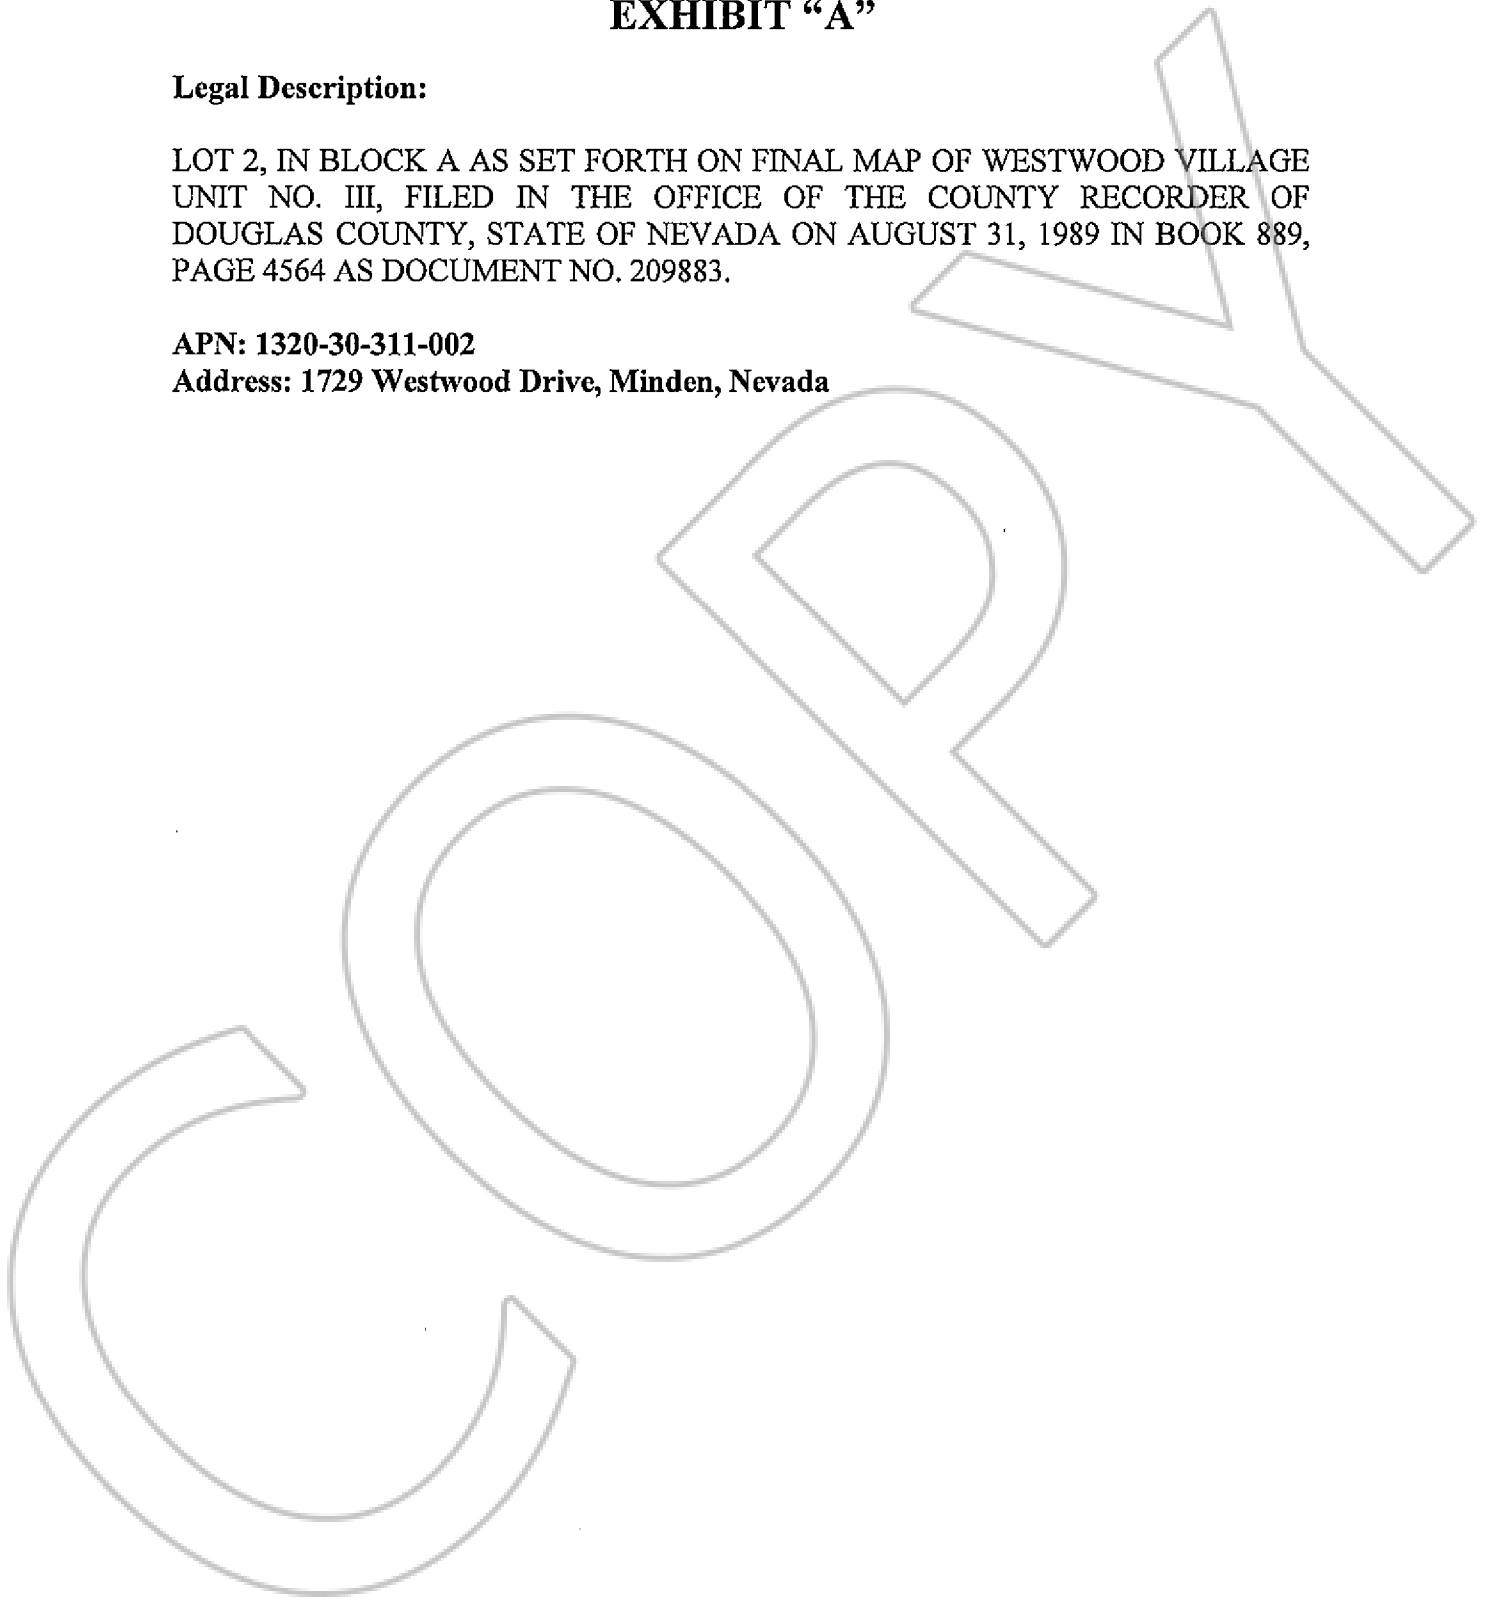 EXHIBIT “A”
Legal Description:
LOT 2, IN BLOCK A AS SET FORTH ON FINAL MAP OF WESTWOOD VILLAGE
UNIT NO. III, FILED IN THE OFFICE OF THE COUNTY RECORDER OF
DOUGLAS COUNTY, STATE OF NEVADA ON AUGUST 31, 1989 IN BOOK 889,
PAGE 4564 AS DOCUMENT NO. 209883.
APN: 1320-30-311-002
Address: 1729 Westwood Drive, Minden, Nevada
COPY